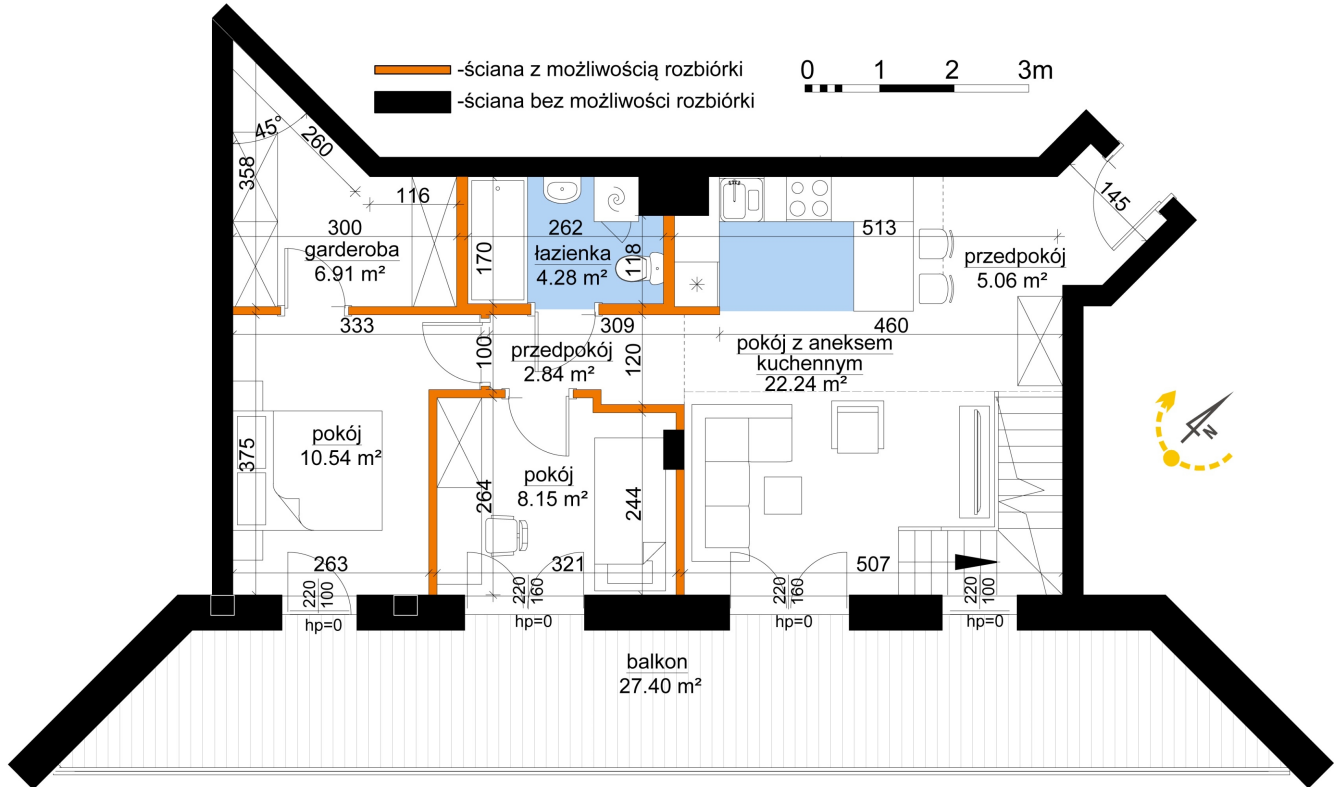 -ściana z możliwością rozbiórki
-ściana bez możliwości rozbiórki
0 1 2 3m
45°
260
358
116
145
300
garderoba
6.91 m²
170
262
łazienka
4.28 m²
118
513
przedpokój
5.06 m²
333
309
460
100
przedpokój
2.84 m²
120
pokój z aneksem
kuchennym
22.24 m²
375
pokój
10.54 m²
264
pokój
8.15 m²
244
N
263
321
507
220
100
hp=0
220
160
hp=0
220
160
hp=0
220
100
hp=0
balkon
27.40 m²